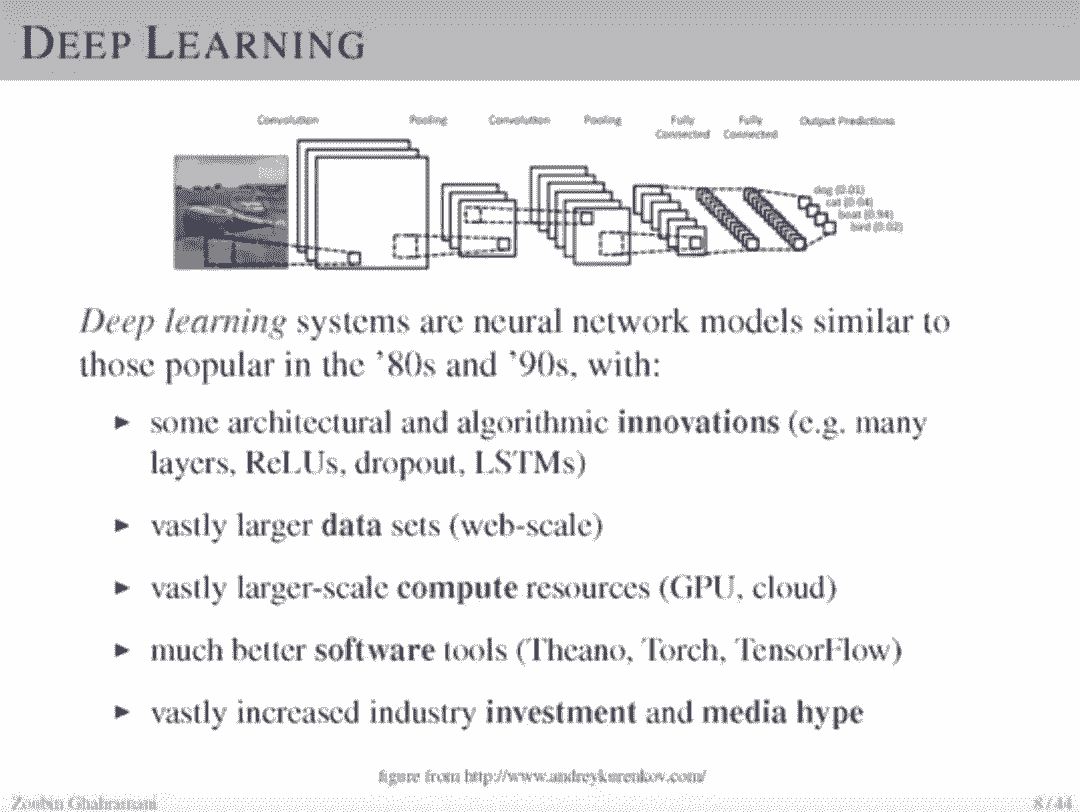 DEEP LEARNING
Convolution Pooling Convolution Pooling Fully Connected Fully Connected Output Predictions
dog (0.01)
cat (0.04)
boat (0.94)
bird (0.02)
Deep learning systems are neural network models similar to
those popular in the ’80s and ’90s, with:
► some architectural and algorithmic innovations (e.g. many
layers, ReLUs, dropout, LSTMs)
► vastly larger data sets (web-scale)
► vastly larger-scale compute resources (GPU, cloud)
► much better software tools (Theano, Torch, TensorFlow)
► vastly increased industry investment and media hype
figure from http://www.andreykurenkov.com/
Zoubin Ghahramani 8 / 44